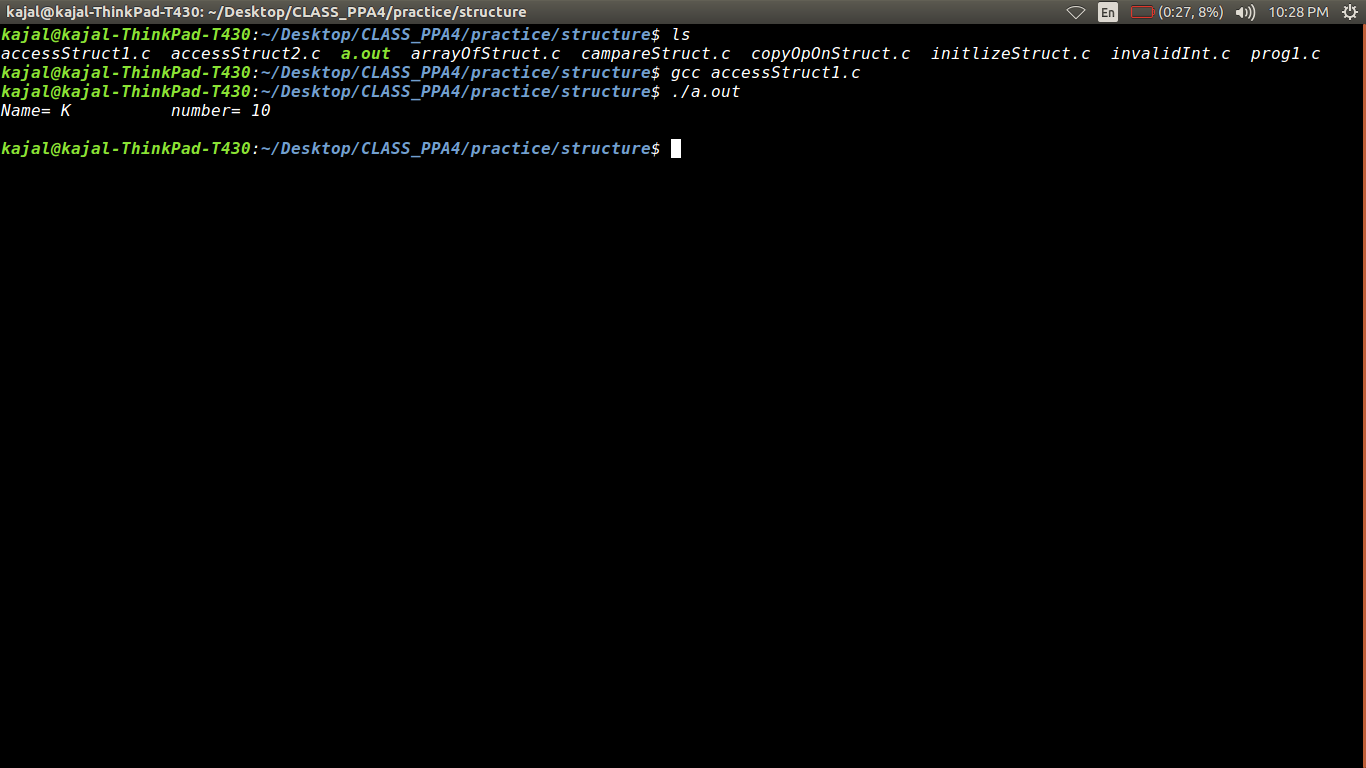 kajal@kajal-ThinkPad-T430: ~/Desktop/CLASS_PPA4/practice/structure En (0:27, 8%) 10:28 PM
kajal@kajal-ThinkPad-T430:~/Desktop/CLASS_PPA4/practice/structure$ ls
accessStruct1.c accessStruct2.c a.out arrayOfStruct.c campareStruct.c copyOpOnStruct.c initlizeStruct.c invalidInt.c prog1.c
kajal@kajal-ThinkPad-T430:~/Desktop/CLASS_PPA4/practice/structure$ gcc accessStruct1.c
kajal@kajal-ThinkPad-T430:~/Desktop/CLASS_PPA4/practice/structure$ ./a.out
Name= K number= 10
kajal@kajal-ThinkPad-T430:~/Desktop/CLASS_PPA4/practice/structure$